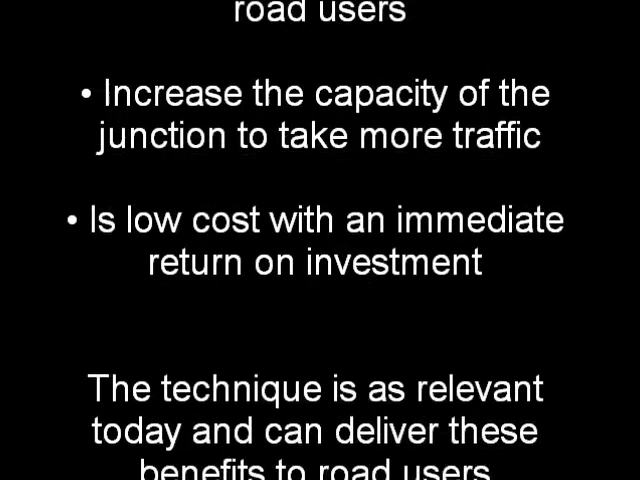 road users
• Increase the capacity of the
junction to take more traffic
• Is low cost with an immediate
return on investment
The technique is as relevant
today and can deliver these
benefits to road users